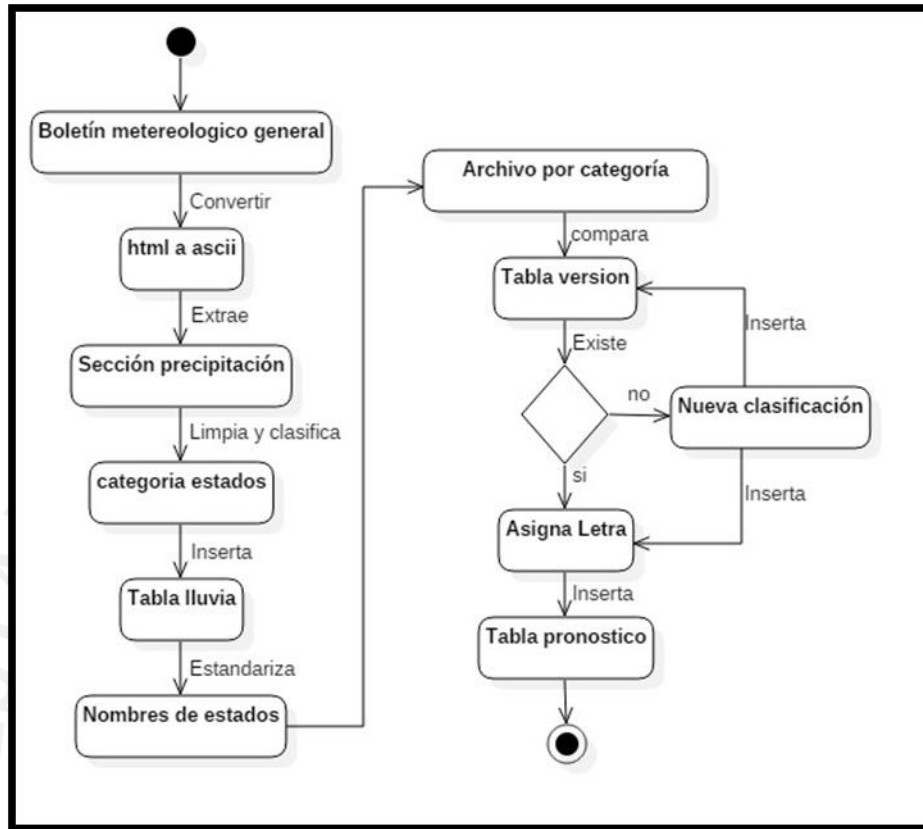 Boletín metereologico general
Convertir
html a ascii
Extrae
Sección precipitación
Limpia y clasifica
categoria estados
Inserta
Tabla lluvia
Estandariza
Nombres de estados
Archivo por categoría
compara
Tabla version
Existe
no
Nueva clasificación
Inserta
Inserta
si
Asigna Letra
Inserta
Tabla pronostico